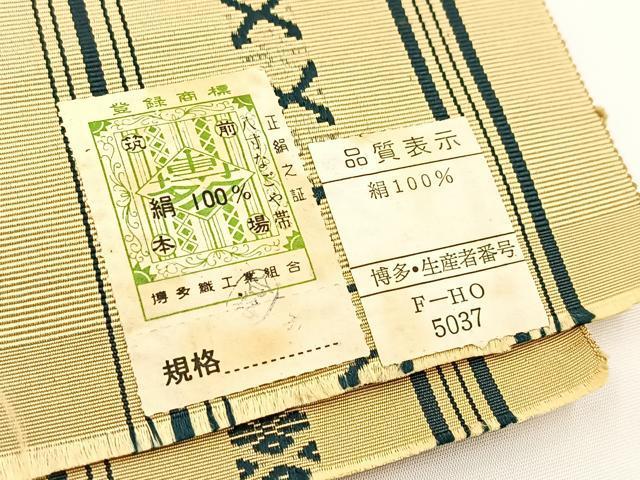 登録商標
筑前
博多
絹 100%
本場
正絹之証
八寸なごや帯
博多織工業組合
規格
品質表示
絹100%
博多・生産者番号
F－HO
5037